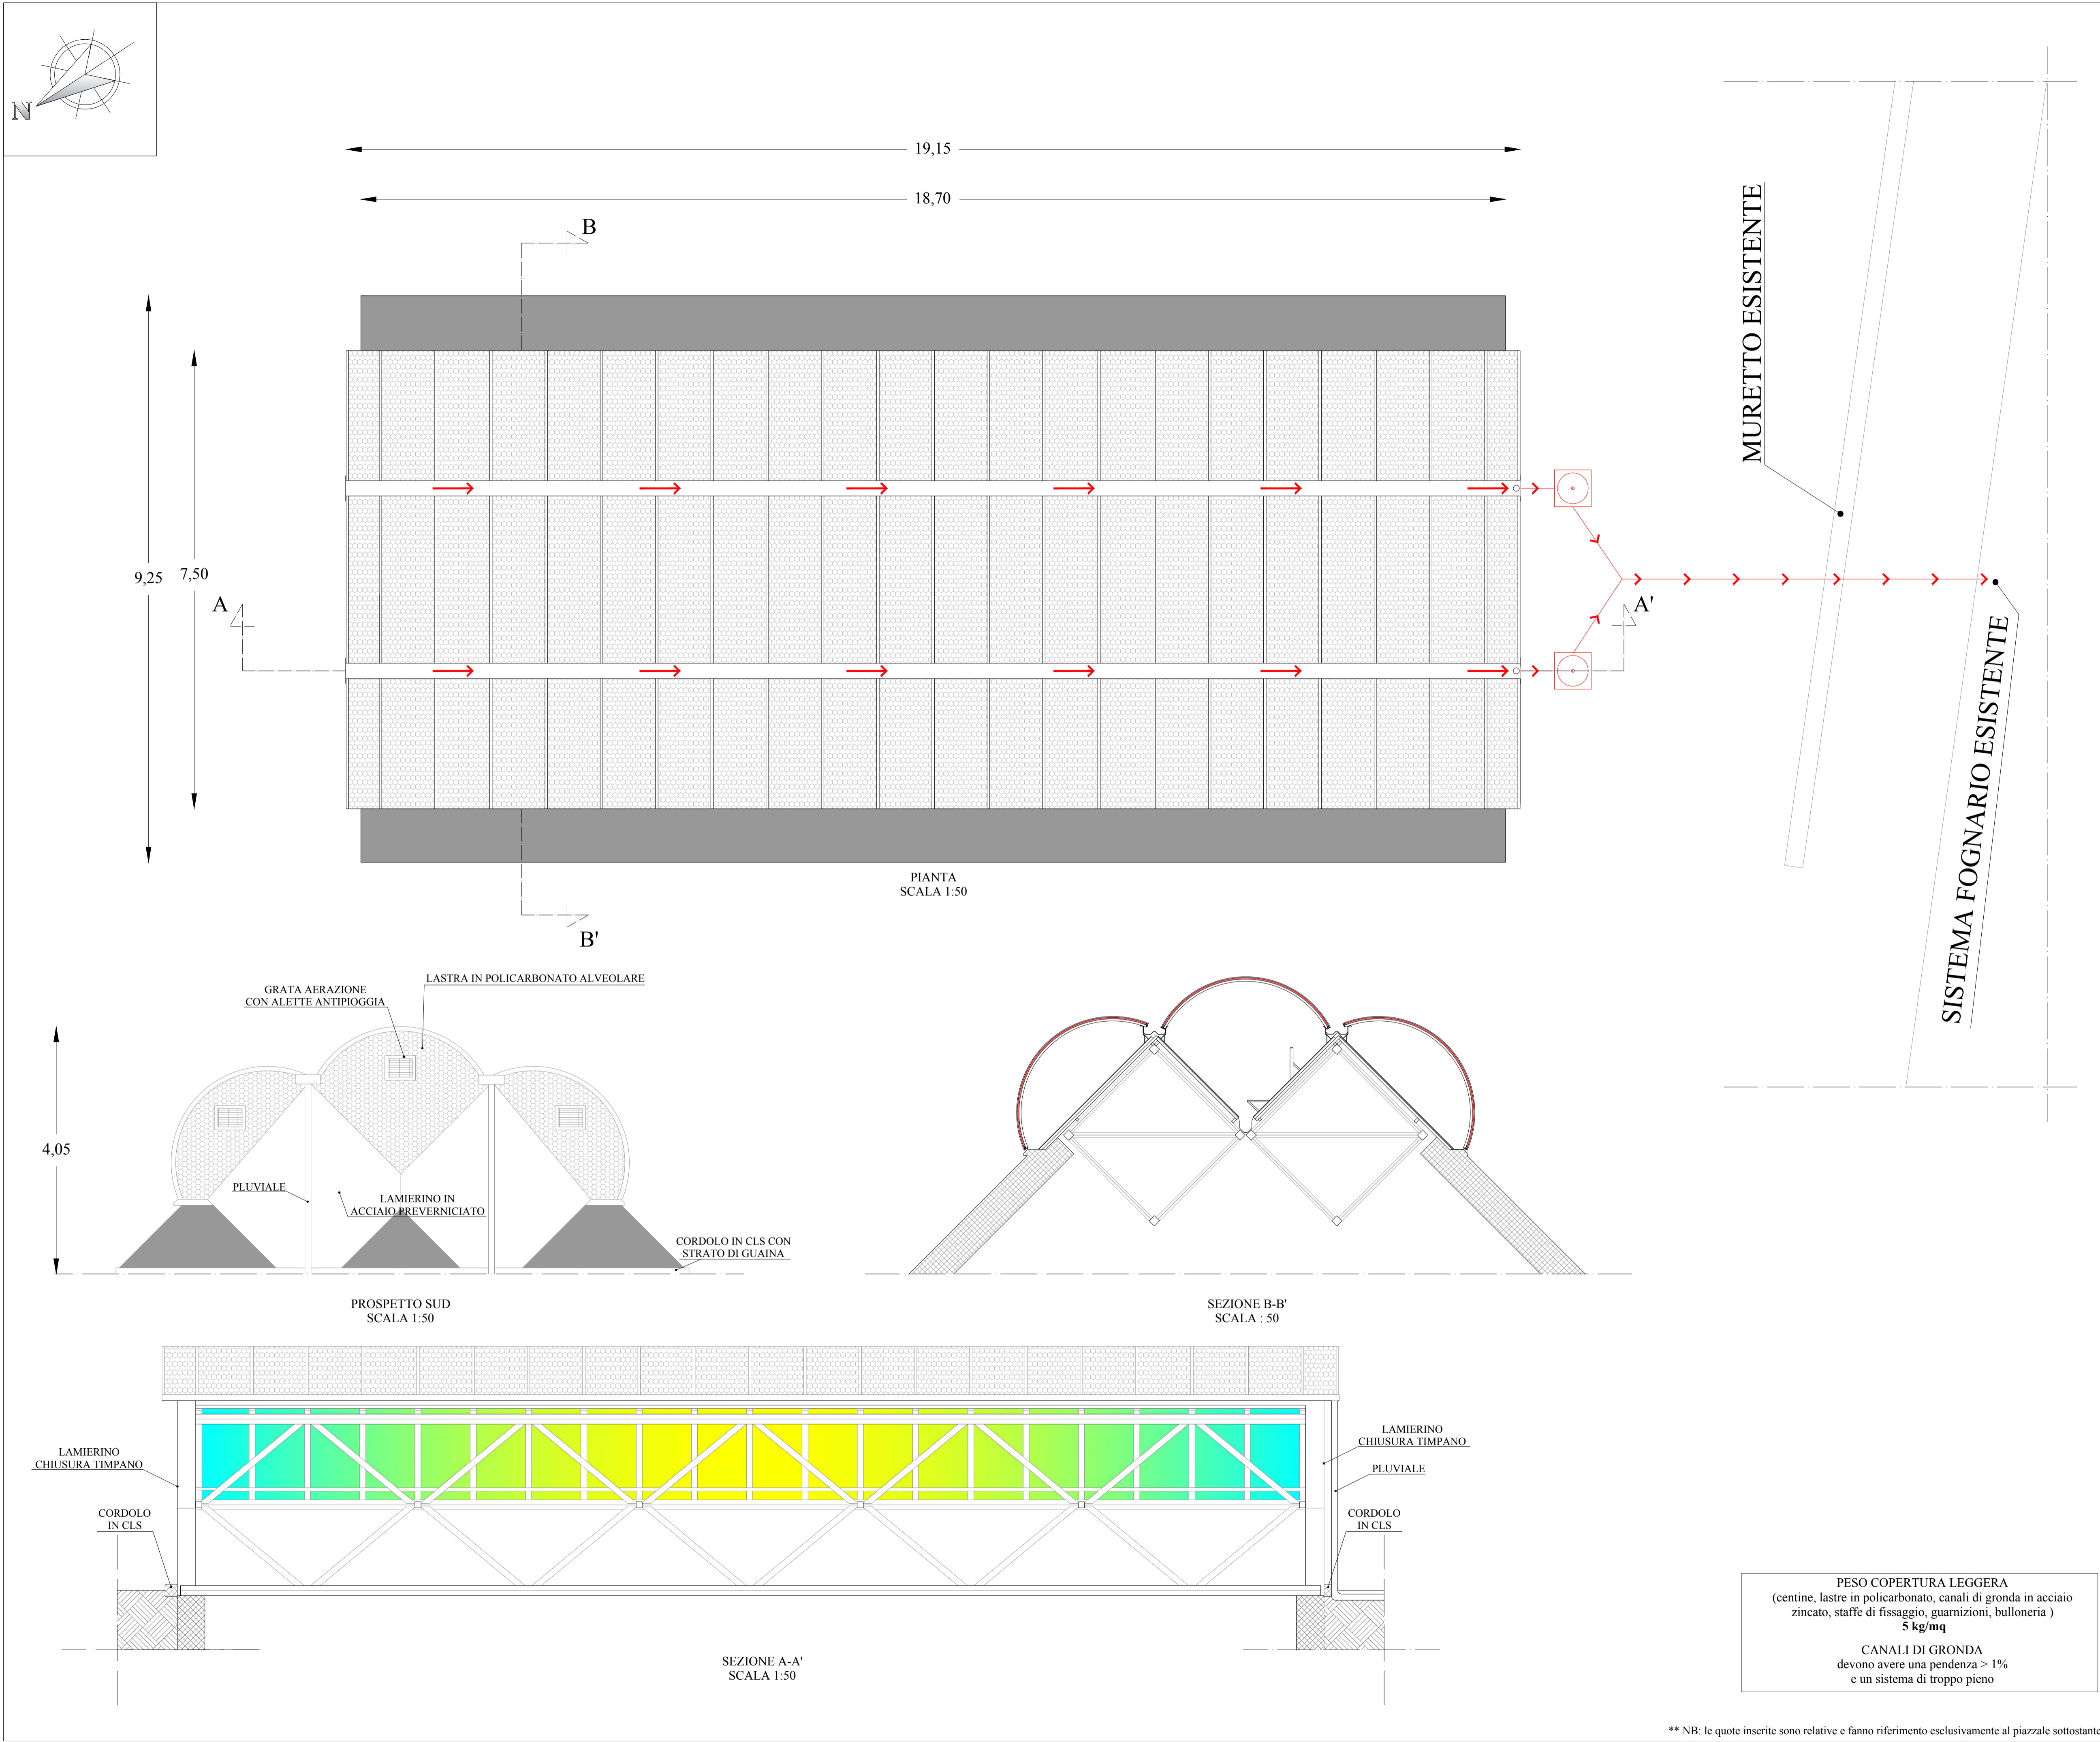 N
19,15
18,70
B
9,25
7,50
A
A'
B'
MURETTO ESISTENTE
SISTEMA FOGNARIO ESISTENTE
PIANTA
SCALA 1:50
GRATA AERAZIONE
CON ALETTE ANTIPIOGGIA
LASTRA IN POLICARBONATO ALVEOLARE
4,05
PLUVIALE
LAMIERINO IN
ACCIAIO PREVERNICIATO
CORDOLO IN CLS CON
STRATO DI GUAINA
PROSPETTO SUD
SCALA 1:50
SEZIONE B-B'
SCALA : 50
LAMIERINO
CHIUSURA TIMPANO
CORDOLO
IN CLS
LAMIERINO
CHIUSURA TIMPANO
PLUVIALE
CORDOLO
IN CLS
SEZIONE A-A'
SCALA 1:50
PESO COPERTURA LEGGERA
(centine, lastre in policarbonato, canali di gronda in acciaio
zincato, staffe di fissaggio, guarnizioni, bulloneria )
5 kg/mq
CANALI DI GRONDA
devono avere una pendenza > 1%
e un sistema di troppo pieno
** NB: le quote inserite sono relative e fanno riferimento esclusivamente al piazzale sottostante